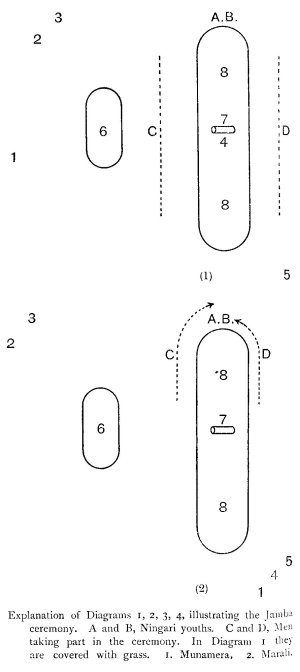 A.B.
3
2
8
7
6
C
D
4
1
8
(1)
5
A.B.
3
C
D
2
8
7
6
8
5
4
(2)
1
Explanation of Diagrams 1, 2, 3, 4, illustrating the Jamba
ceremony. A and B, Ningari youths. C and D, Men
taking part in the ceremony. In Diagram 1 they
are covered with grass. 1. Munamera, 2. Marali.